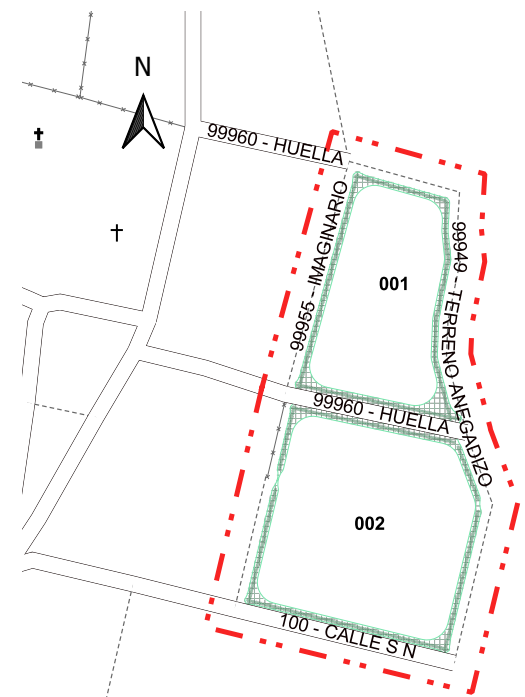 N
99960 - HUELLA
99955 - IMAGINARIO
99949 - TERRENO ANEGADIZO
001
99960 - HUELLA
002
100 - CALLE S N